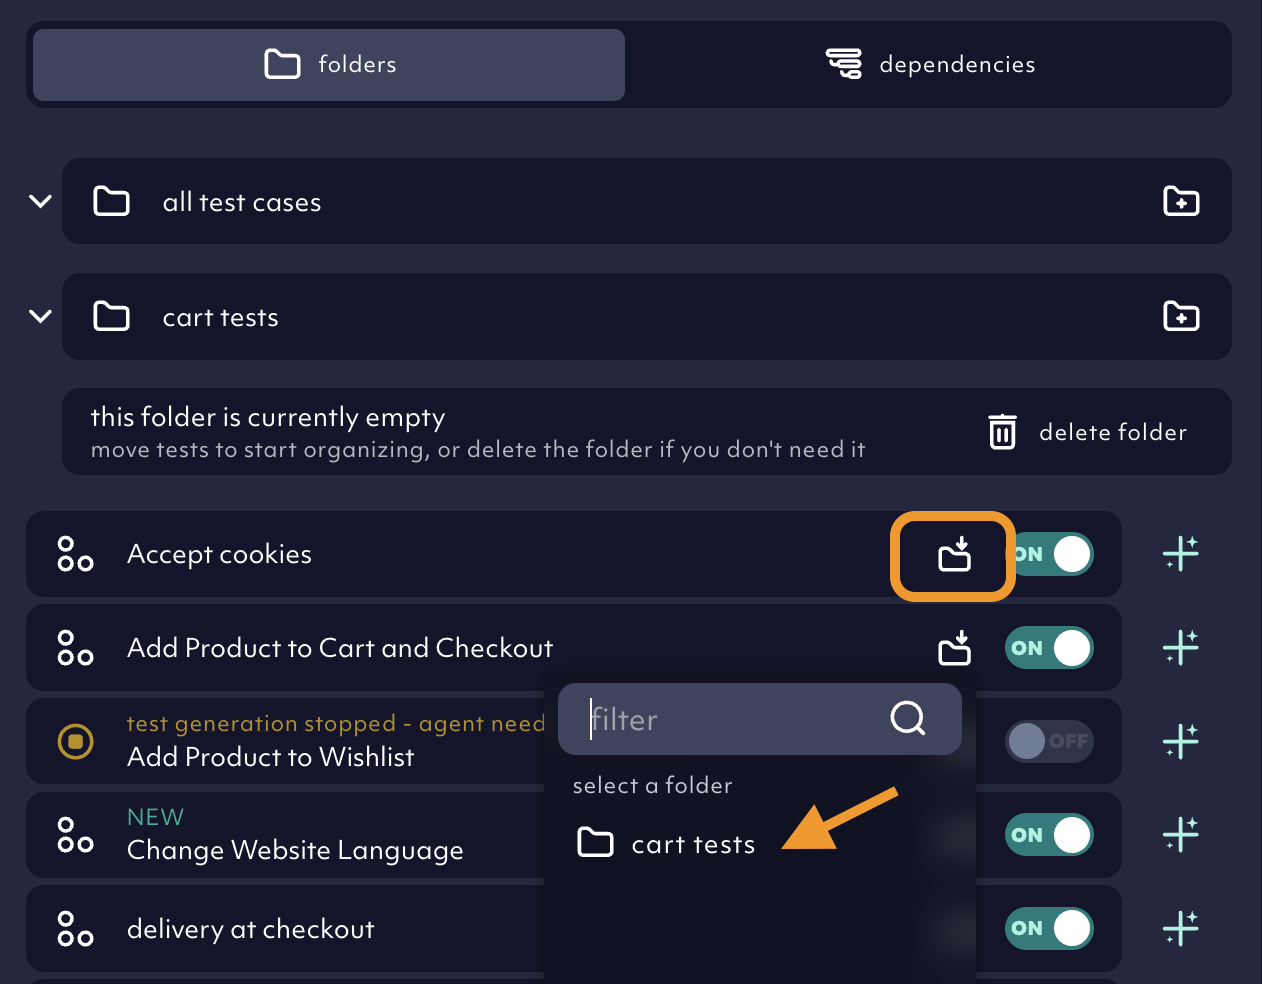 folders
dependencies
all test cases
cart tests
this folder is currently empty
move tests to start organizing, or delete the folder if you don't need it
delete folder
Accept cookies
ON
Add Product to Cart and Checkout
ON
filter
test generation stopped - agent need
Add Product to Wishlist
OFF
select a folder
NEW
Change Website Language
cart tests
ON
delivery at checkout
ON